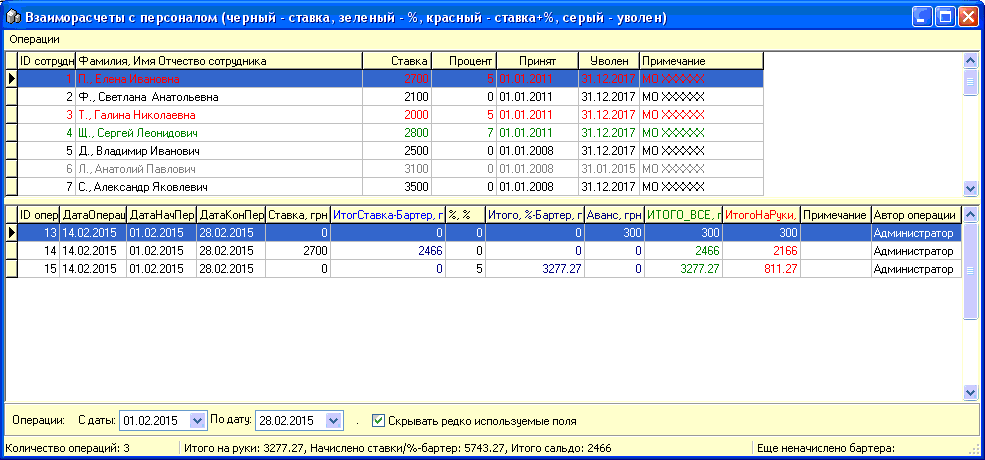 Взаиморасчеты с персоналом (черный - ставка, зеленый - %, красный - ставка+%, серый - уволен)
Операции
ID сотрудн Фамилия, Имя Отчество сотрудника Ставка Процент Принят Уволен Примечание
1 П., Елена Ивановна 2700 5 01.01.2011 31.12.2017 МО XXXXXX
2 Ф., Светлана Анатольевна 2100 0 01.01.2011 31.12.2017 МО XXXXXX
3 Т., Галина Николаевна 2000 5 01.01.2011 31.12.2017 МО XXXXXX
4 Щ., Сергей Леонидович 2800 7 01.01.2011 31.12.2017 МО XXXXXX
5 Д., Владимир Иванович 2500 0 01.01.2008 31.12.2017 МО XXXXXX
6 Л., Анатолий Павлович 3100 0 01.01.2008 31.01.2015 МО XXXXXX
7 С., Александр Яковлевич 3500 0 01.01.2008 31.12.2017 МО XXXXXX
ID опер ДатаОперац ДатаНачПер ДатаКонПер Ставка, грн ИтогСтавка-Бартер, г %, % Итого, %-Бартер, г Аванс, грн ИТОГО_ВСЕ, г ИтогоНаРуки, Примечание Автор операции
13 14.02.2015 01.02.2015 28.02.2015 0 0 0 0 300 300 300 Администратор
14 14.02.2015 01.02.2015 28.02.2015 2700 2466 0 0 0 2466 2166 Администратор
15 14.02.2015 01.02.2015 28.02.2015 0 0 5 3277.27 0 3277.27 811.27 Администратор
Операции: С даты: 01.02.2015 По дату: 28.02.2015 . Скрывать редко используемые поля
Количество операций: 3 Итого на руки: 3277.27, Начислено ставки/%-бартер: 5743.27, Итого сальдо: 2466 Еще неначислено бартера: